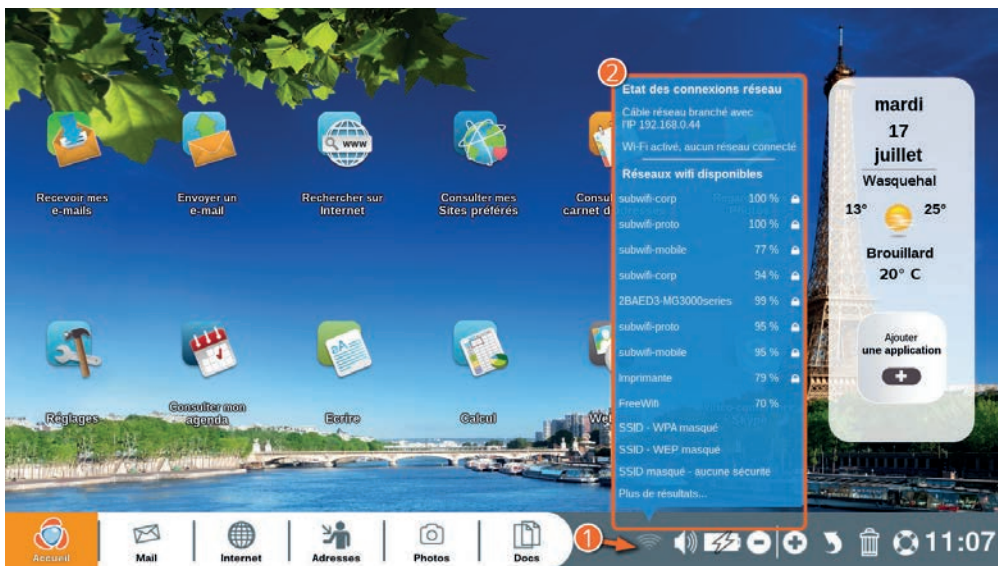 2
Etat des connexions réseau
Câble réseau branché avec
l'IP 192.168.0.44
Wi-Fi activé, aucun réseau connecté
Réseaux wifi disponibles
subwifi-corp 100 %
subwifi-proto 100 %
subwifi-mobile 77 %
subwifi-corp 94 %
2BAED3-MG3000series 99 %
subwifi-proto 95 %
subwifi-mobile 95 %
Imprimante 79 %
FreeWifi 70 %
SSID - WPA masqué
SSID - WEP masqué
SSID masqué - aucune sécurité
Plus de résultats...
mardi
17
juillet
Wasquehal
13° 25°
Brouillard
20° C
Ajouter
une application
www
Recevoir mes
e-mails
Envoyer un
e-mail
Rechercher sur
Internet
Consulter mes
Sites préférés
Réglages
Consulter mon
agenda
Ecrire
Calcul
Accueil
Mail
Internet
Adresses
Photos
Docs
1
11:07